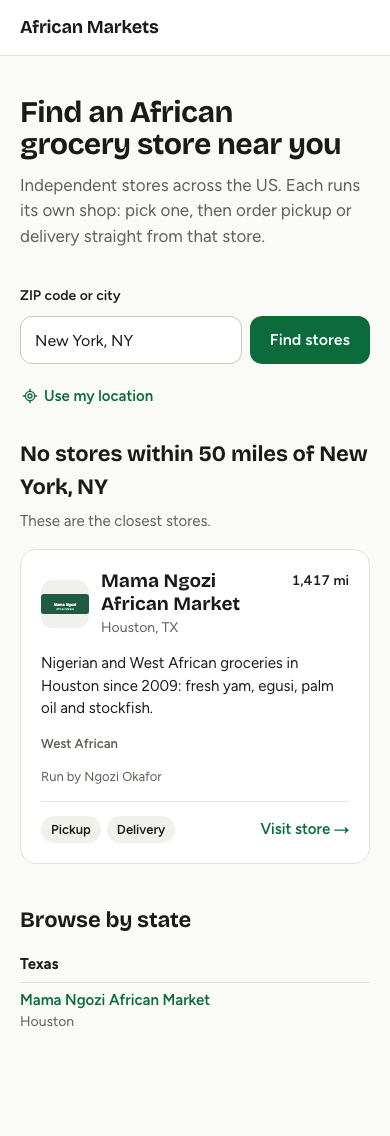 African Markets
Find an African
grocery store near you
Independent stores across the US. Each runs
its own shop: pick one, then order pickup or
delivery straight from that store.
ZIP code or city
New York, NY
Find stores
Use my location
No stores within 50 miles of New
York, NY
These are the closest stores.
Mama Ngozi
Mama Ngozi
African Market
1,417 mi
Houston, TX
Nigerian and West African groceries in
Houston since 2009: fresh yam, egusi, palm
oil and stockfish.
West African
Run by Ngozi Okafor
Pickup
Delivery
Visit store →
Browse by state
Texas
Mama Ngozi African Market
Houston